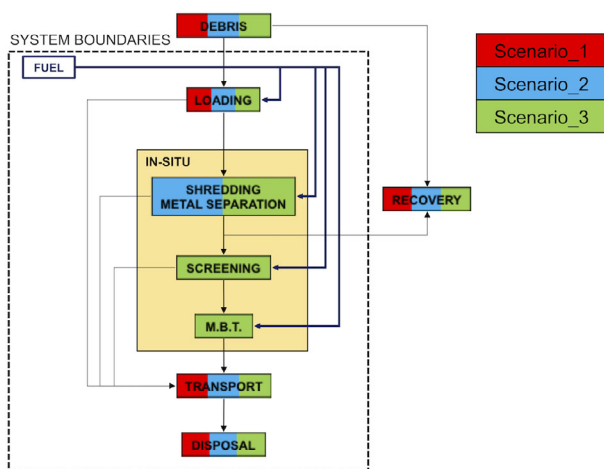 DEBRIS
SYSTEM BOUNDARIES
FUEL
Scenario_1
Scenario_2
Scenario_3
LOADING
IN-SITU
SHREDDING
METAL SEPARATION
RECOVERY
SCREENING
M.B.T.
TRANSPORT
DISPOSAL